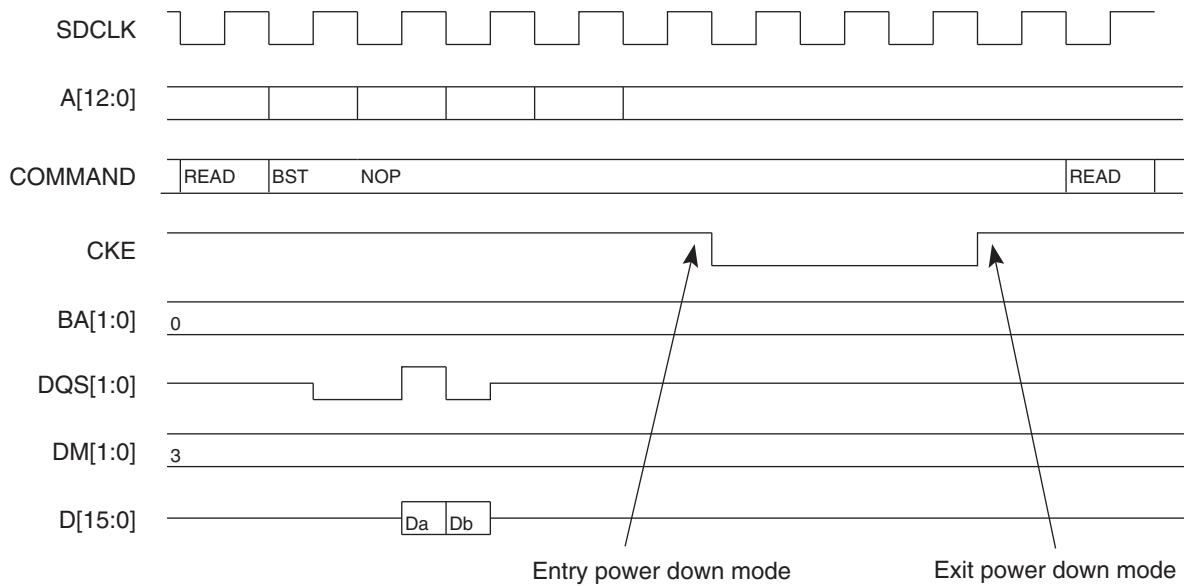 SDCLK
A[12:0]
COMMAND READ BST NOP READ
CKE
BA[1:0] 0
DQS[1:0]
DM[1:0] 3
D[15:0] Da Db
Entry power down mode Exit power down mode